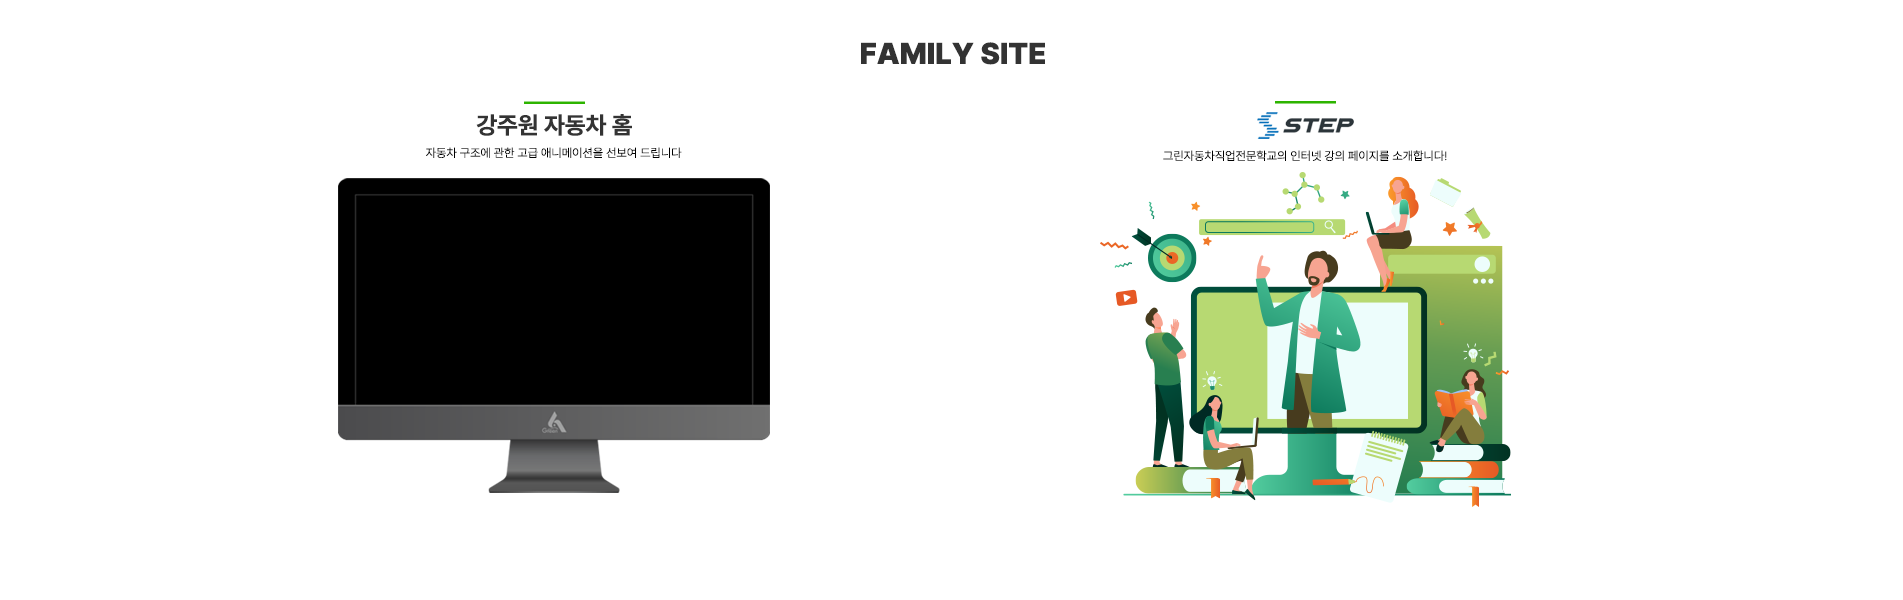 FAMILY SITE
강주원 자동차 홈
자동차 구조에 관한 고급 애니메이션을 선보여 드립니다
STEP
그린자동차직업전문학교의 인터넷 강의 페이지를 소개합니다!